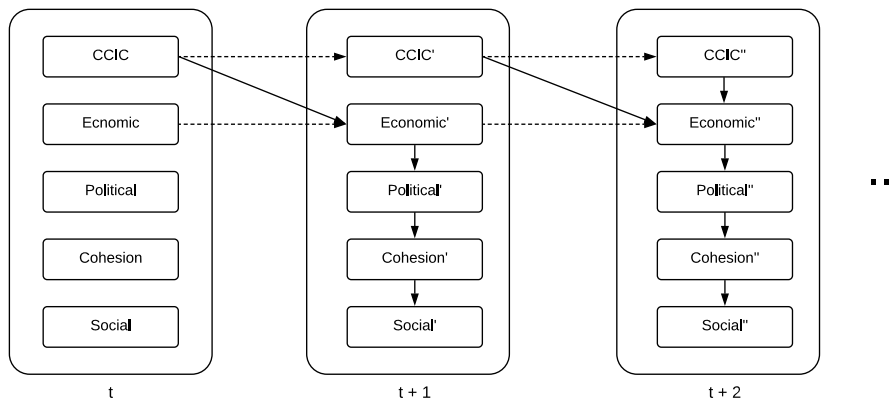 CCIC
Ecnomic
Political
Cohesion
Social
t
CCIC'
Economic'
Political'
Cohesion'
Social'
t + 1
CCIC"
Economic"
Political"
Cohesion"
Social"
t + 2
..